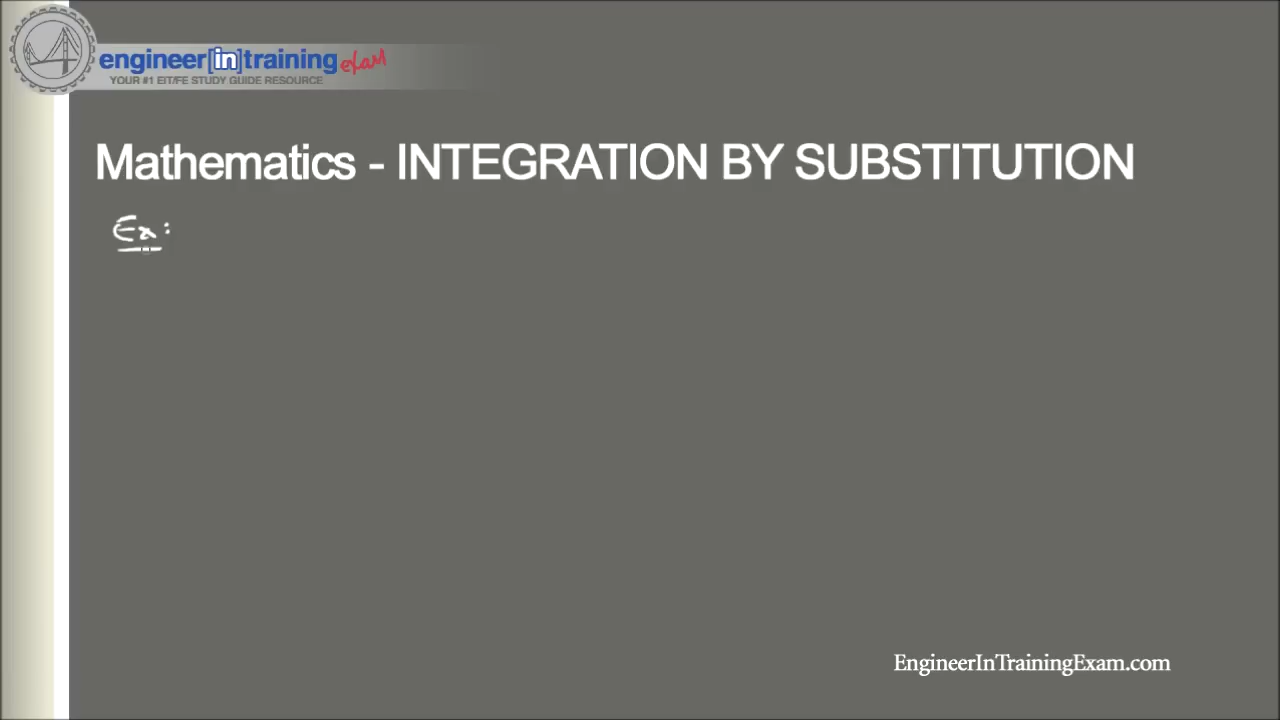 engineer[in]training exam
YOUR #1 EIT/FE STUDY GUIDE RESOURCE
Mathematics - INTEGRATION BY SUBSTITUTION
Ex:
EngineerInTrainingExam.com